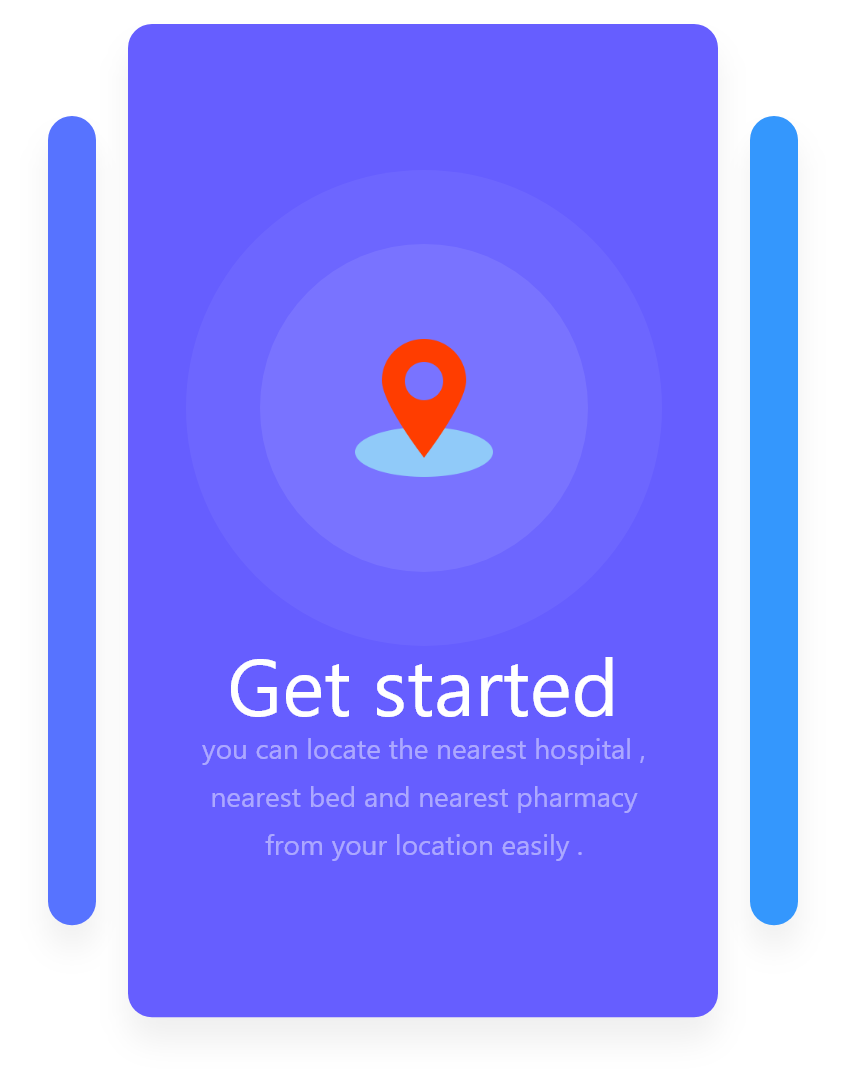 Get started
you can locate the nearest hospital ,
nearest bed and nearest pharmacy
from your location easily .